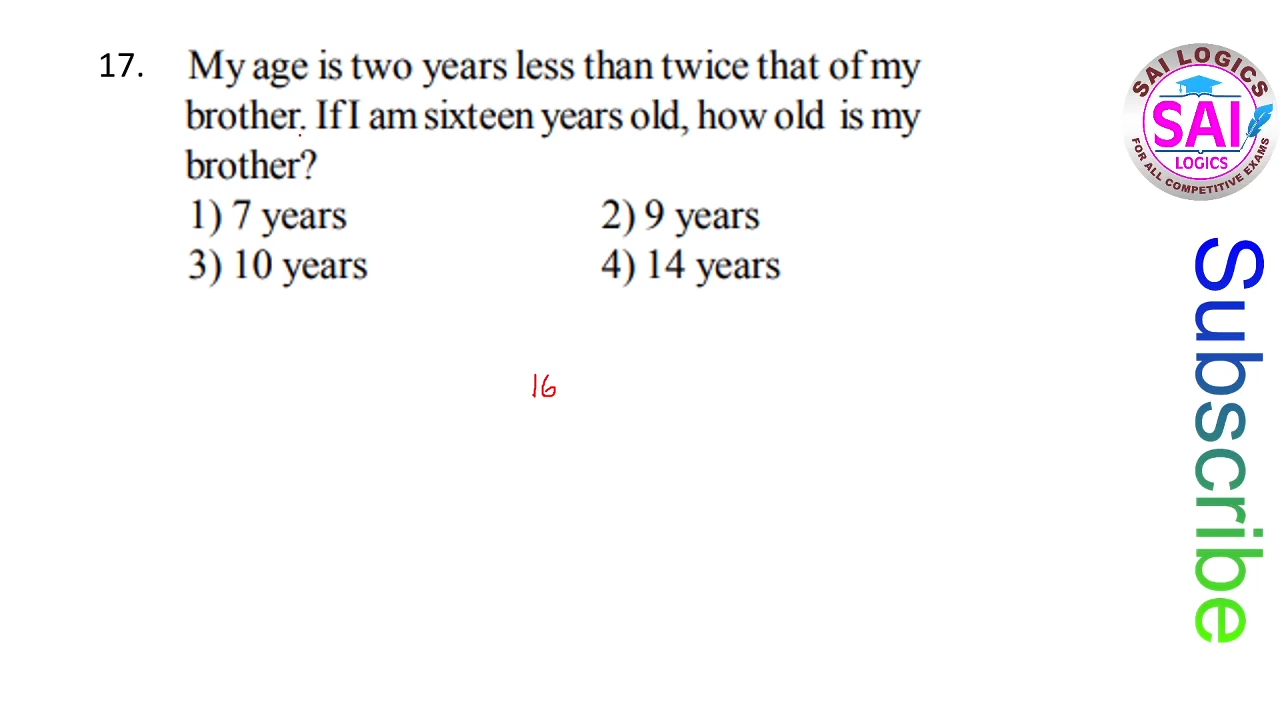 17. My age is two years less than twice that of my
brother. If I am sixteen years old, how old is my
brother?
1) 7 years 2) 9 years
3) 10 years 4) 14 years
16
SAI LOGICS
SAI
LOGICS
FOR ALL COMPETITIVE EXAMS
Subscribe